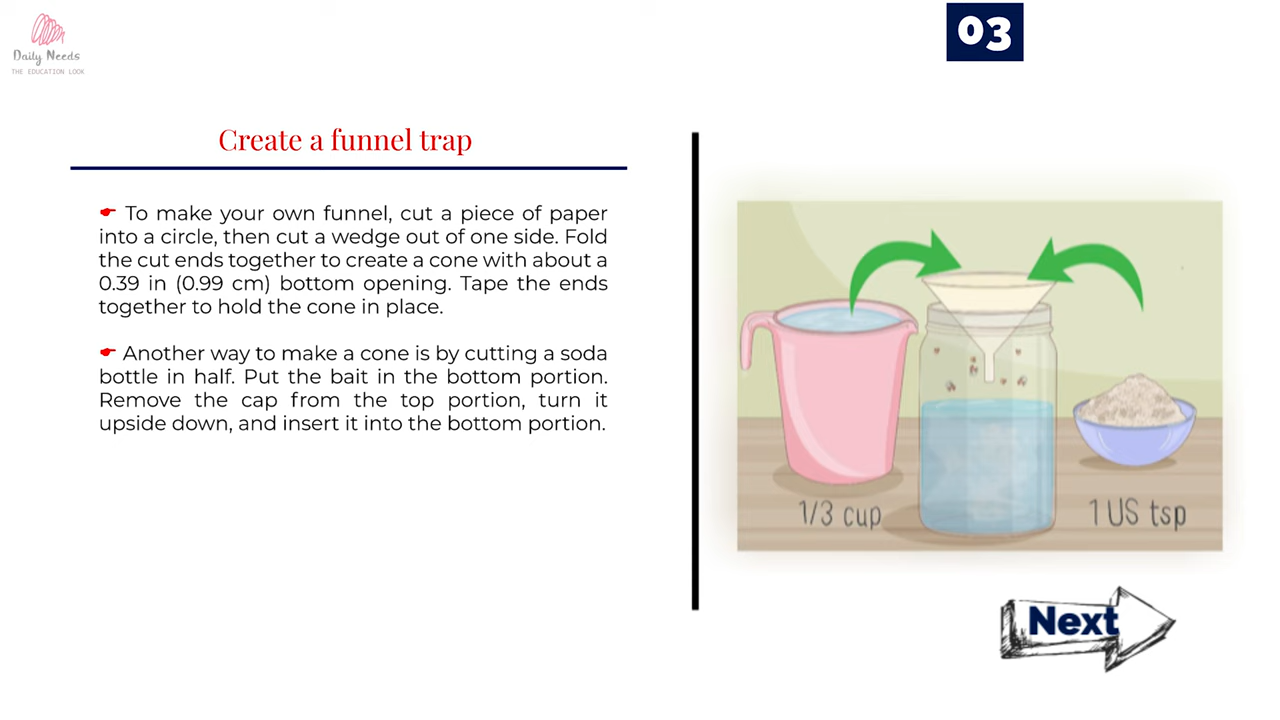 Daily Needs
THE EDUCATION LOOK
03
Create a funnel trap
To make your own funnel, cut a piece of paper
into a circle, then cut a wedge out of one side. Fold
the cut ends together to create a cone with about a
0.39 in (0.99 cm) bottom opening. Tape the ends
together to hold the cone in place.
Another way to make a cone is by cutting a soda
bottle in half. Put the bait in the bottom portion.
Remove the cap from the top portion, turn it
upside down, and insert it into the bottom portion.
1/3 cup
1 US tsp
Next